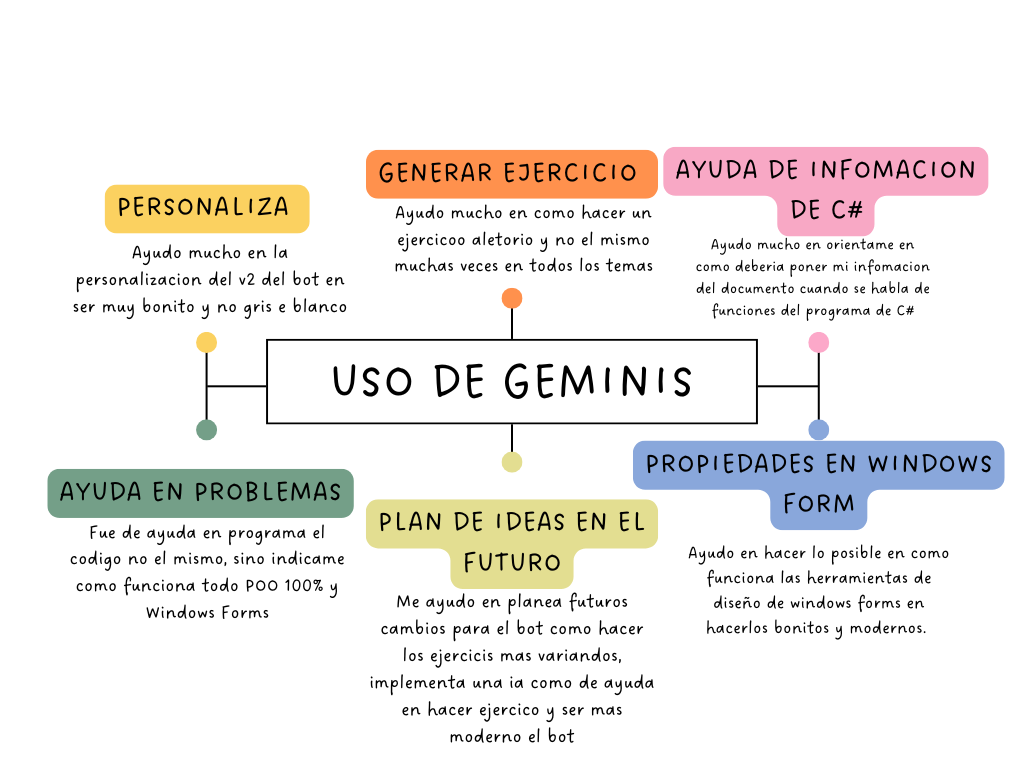 PERSONALIZA
Ayudo mucho en la
personalizacion del v2 del bot en
ser muy bonito y no gris e blanco
GENERAR EJERCICIO
Ayudo mucho en como hacer un
ejercicoo aletorio y no el mismo
muchas veces en todos los temas
AYUDA DE INFOMACION
DE C#
Ayudo mucho en orientame en
como deberia poner mi infomacion
del documento cuando se habla de
funciones del programa de C#
USO DE GEMINIS
AYUDA EN PROBLEMAS
Fue de ayuda en programa el
codigo no el mismo, sino indicame
como funciona todo POO 100% y
Windows Forms
PLAN DE IDEAS EN EL
FUTURO
Me ayudo en planea futuros
cambios para el bot como hacer
los ejercicis mas variandos,
implementa una ia como de ayuda
en hacer ejercico y ser mas
moderno el bot
PROPIEDADES EN WINDOWS
FORM
Ayudo en hacer lo posible en como
funciona las herramientas de
diseño de windows forms en
hacerlos bonitos y modernos.